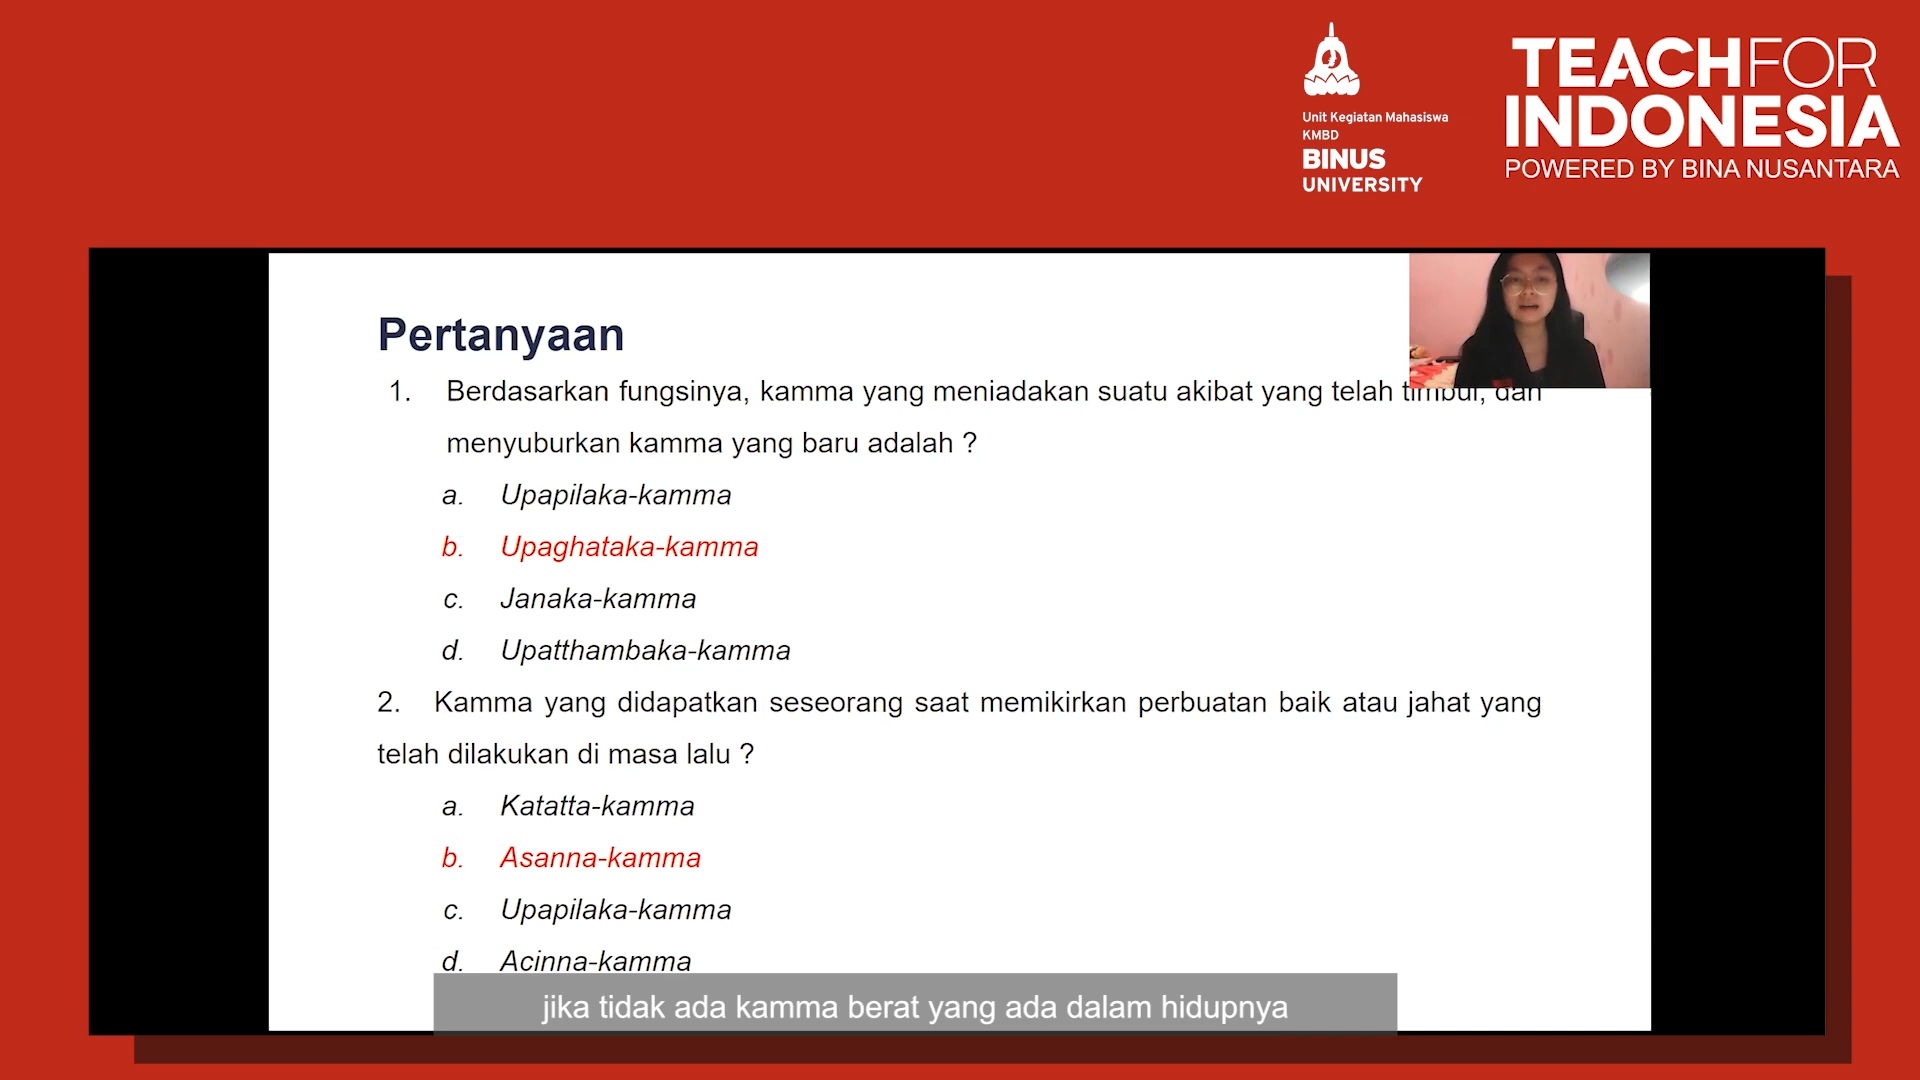 Unit Kegiatan Mahasiswa
KMBD
BINUS
UNIVERSITY
TEACHFOR
INDONESIA
POWERED BY BINA NUSANTARA
Pertanyaan
1. Berdasarkan fungsinya, kamma yang meniadakan suatu akibat yang telah timbul, dan
menyuburkan kamma yang baru adalah ?
a. Upapilaka-kamma
b. Upaghataka-kamma
c. Janaka-kamma
d. Upatthambaka-kamma
2. Kamma yang didapatkan seseorang saat memikirkan perbuatan baik atau jahat yang
telah dilakukan di masa lalu ?
a. Katatta-kamma
b. Asanna-kamma
c. Upapilaka-kamma
d. Acinna-kamma
jika tidak ada kamma berat yang ada dalam hidupnya